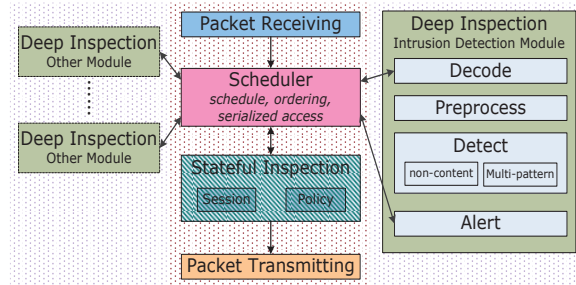 Packet Receiving
Deep Inspection
Other Module
Deep Inspection
Other Module
Scheduler
schedule, ordering,
serialized access
Stateful Inspection
Session
Policy
Packet Transmitting
Deep Inspection
Intrusion Detection Module
Decode
Preprocess
Detect
non-content
Multi-pattern
Alert